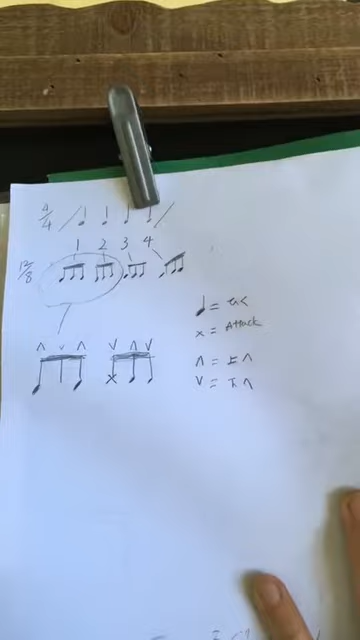 4/4 / ♩ ♩ ♩ ♩ /
1 2 3 4
12/8
∧ ∨ ∧ ∨ ∧ ∨
♩ = ひく
x = Attack
∧ = 上へ
∨ = 下へ